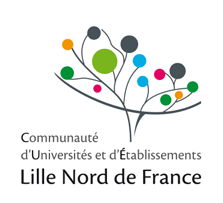 Communauté
d'Universités et d'Établissements
Lille Nord de France